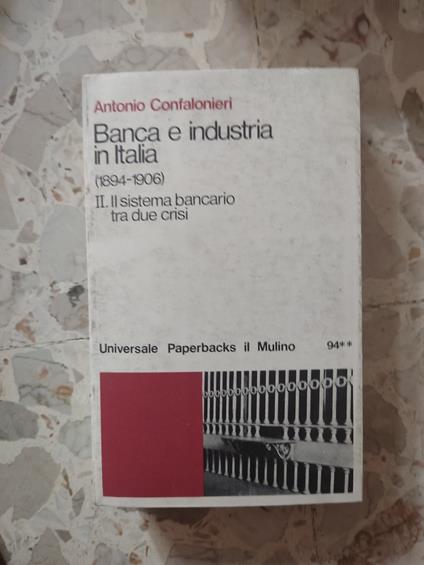 Antonio Confalonieri
Banca e industria
in Italia
(1894-1906)
II. Il sistema bancario
tra due crisi
Universale Paperbacks il Mulino 94**